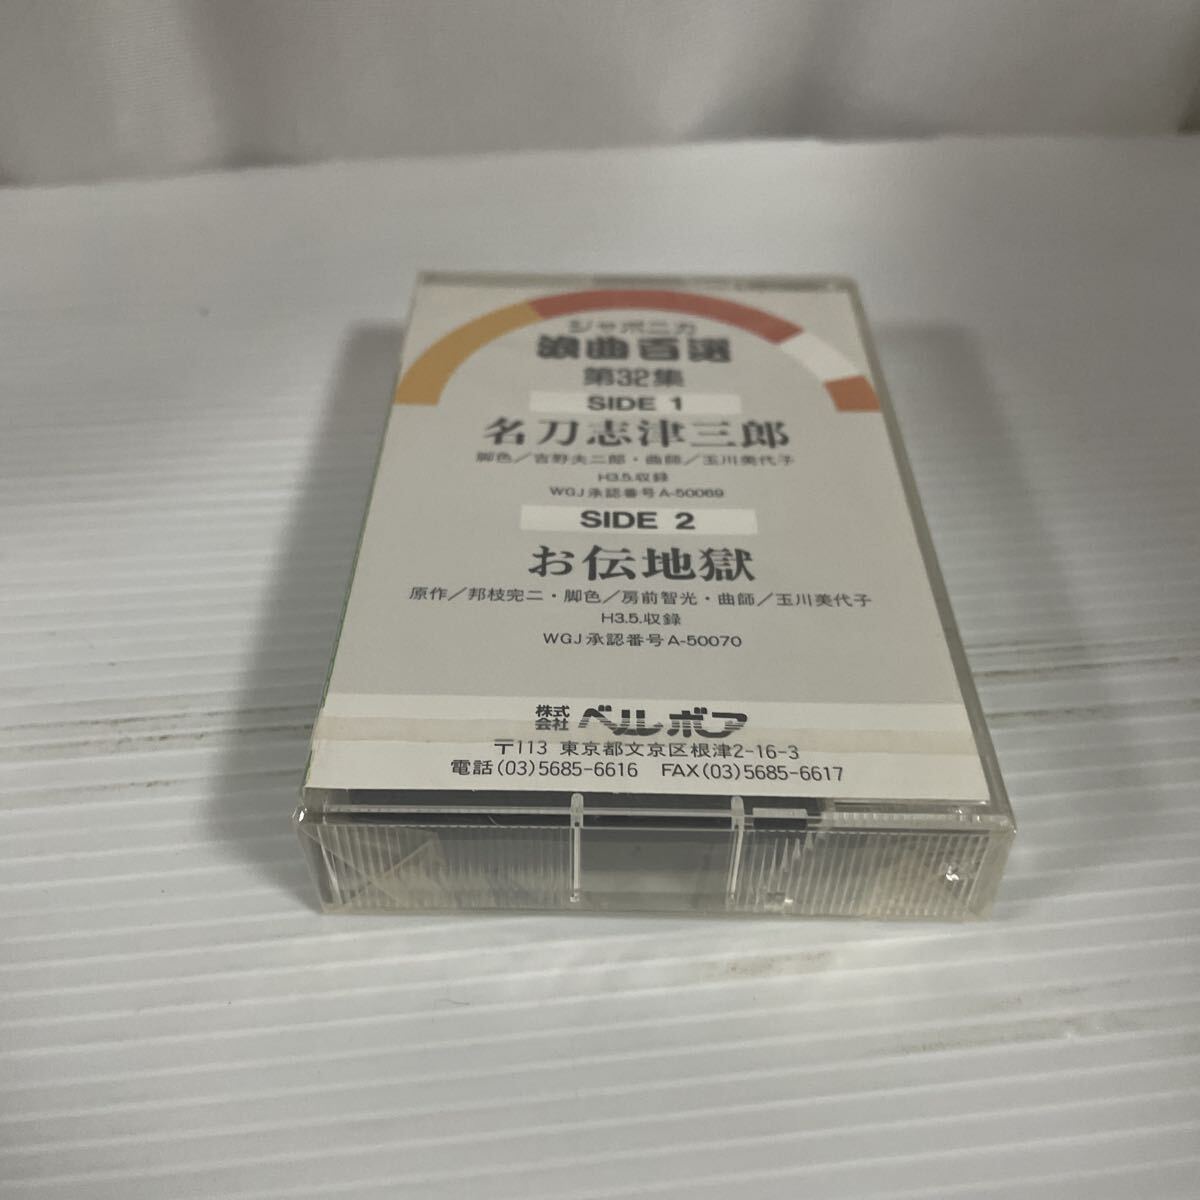 ジャポニカ
浪曲百選
第32集
SIDE 1
名刀志津三郎
脚色／吉野夫二郎・曲師／玉川美代子
H3.5.収録
WGJ承認番号A-50069
SIDE 2
お伝地獄
原作／邦枝完二・脚色／房前智光・曲師／玉川美代子
H3.5.収録
WGJ承認番号A-50070
株式会社 ベルボア
〒113 東京都文京区根津2-16-3
電話(03)5685-6616 FAX(03)5685-6617